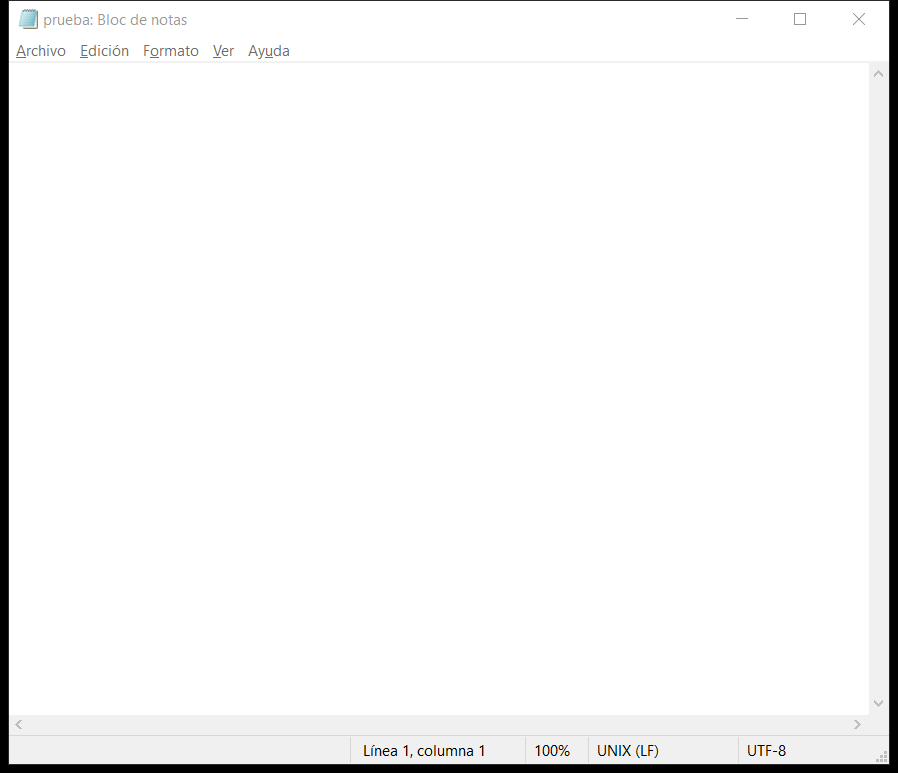 prueba: Bloc de notas
Archivo Edición Formato Ver Ayuda
Línea 1, columna 1 100% UNIX (LF) UTF-8